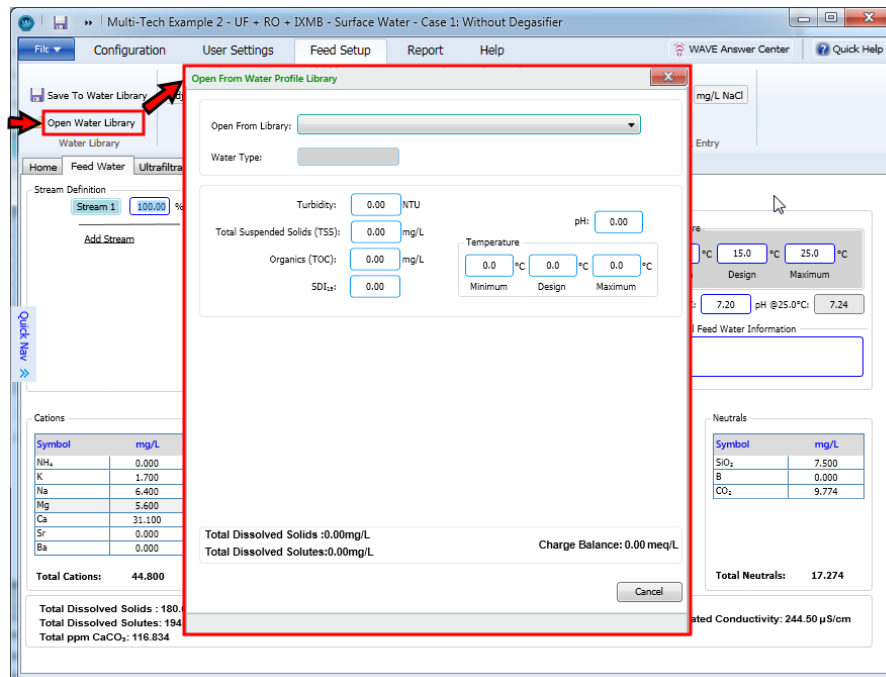 Multi-Tech Example 2 - UF + RO + IXMB - Surface Water - Case 1: Without Degasifier
File Configuration User Settings Feed Setup Report Help WAVE Answer Center Quick Help
Save To Water Library
Open Water Library
Water Library
mg/L NaCl
Entry
Home Feed Water Ultrafiltra
Stream Definition
Stream 1 100.00 %
Add Stream
Quick Nav
Open From Water Profile Library
Open From Library:
Water Type:
Turbidity: 0.00 NTU
Total Suspended Solids (TSS): 0.00 mg/L
Organics (TOC): 0.00 mg/L
SDI₁₅: 0.00
pH: 0.00
Temperature
0.0 °C 0.0 °C 0.0 °C
Minimum Design Maximum
Total Dissolved Solids :0.00mg/L
Total Dissolved Solutes:0.00mg/L
Charge Balance: 0.00 meq/L
Cancel
re
°C 15.0 °C 25.0 °C
Design Maximum
C: 7.20 pH @25.0°C: 7.24
l Feed Water Information
Cations
Symbol mg/L
NH₄ 0.000
K 1.700
Na 6.400
Mg 5.600
Ca 31.100
Sr 0.000
Ba 0.000
Total Cations: 44.800
Neutrals
Symbol mg/L
SiO₂ 7.500
B 0.000
CO₂ 9.774
Total Neutrals: 17.274
Total Dissolved Solids : 180.
Total Dissolved Solutes: 194
Total ppm CaCO₃: 116.834
ated Conductivity: 244.50 µS/cm